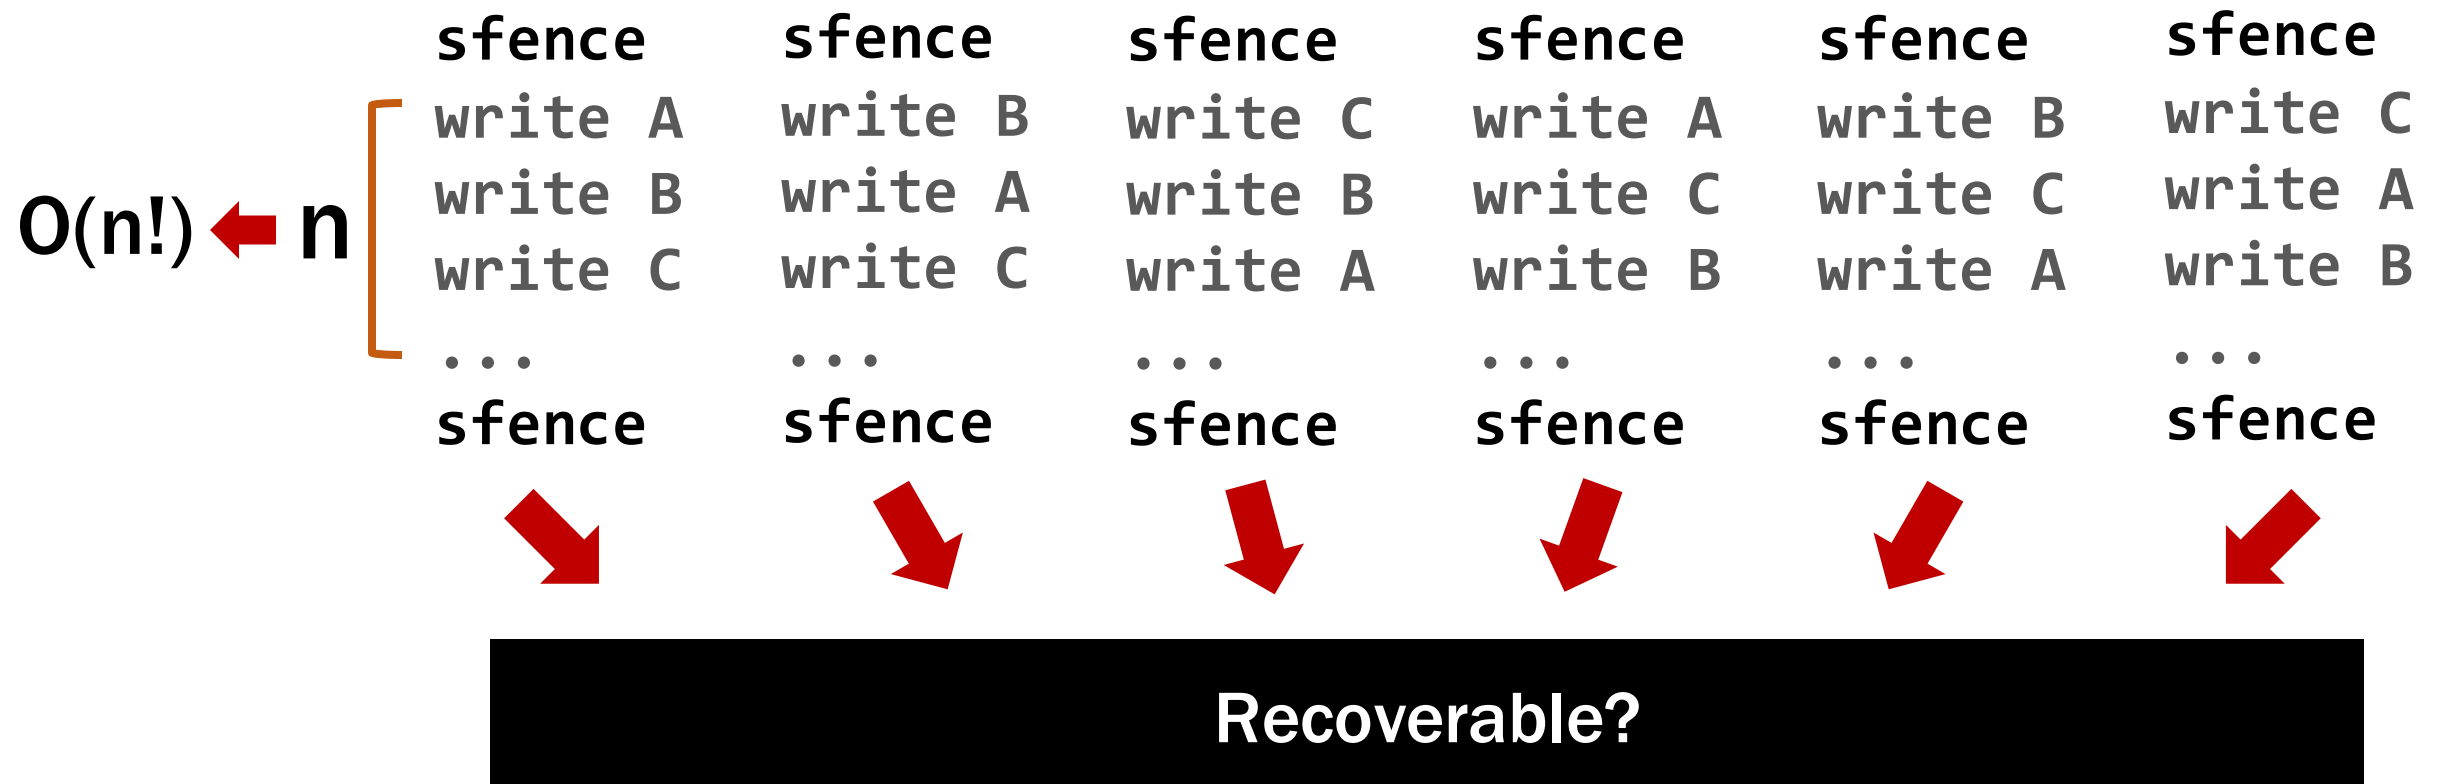 O(n!)
n
sfence
write A
write B
write C
...
sfence
sfence
write B
write A
write C
...
sfence
sfence
write C
write B
write A
...
sfence
sfence
write A
write C
write B
...
sfence
sfence
write B
write C
write A
...
sfence
sfence
write C
write A
write B
...
sfence
Recoverable?